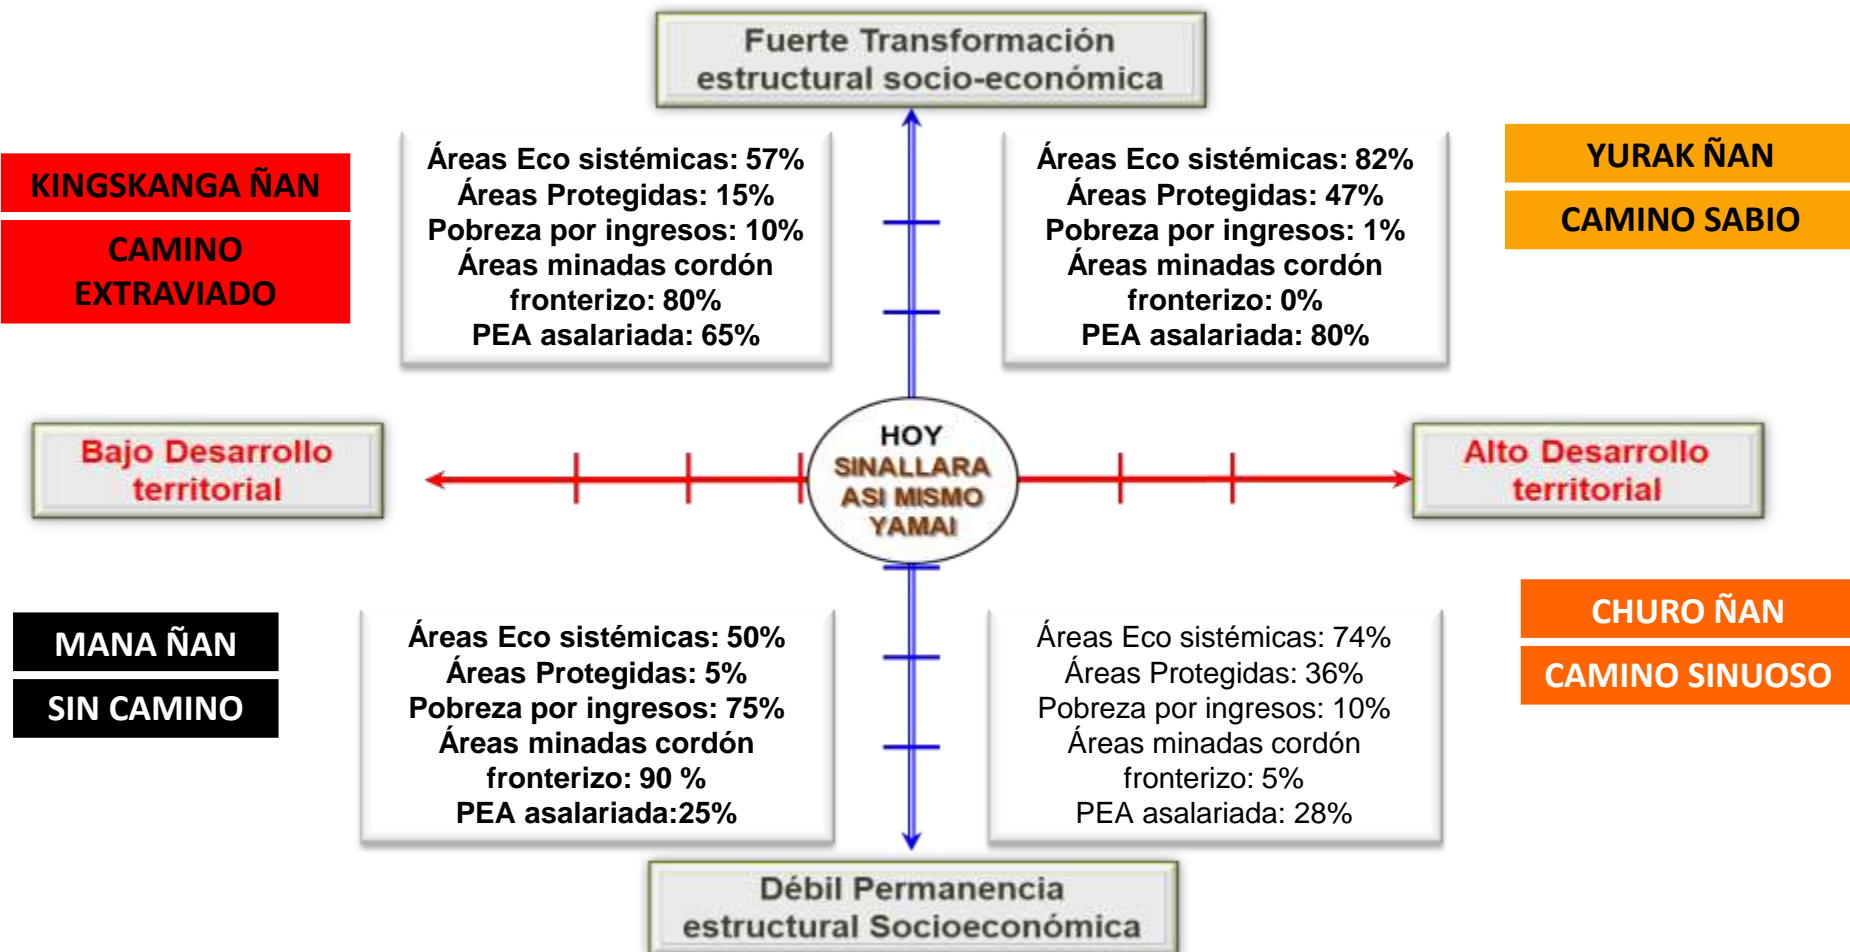 Fuerte Transformación
estructural socio-económica
KINGSKANGA ÑAN
CAMINO
EXTRAVIADO
Áreas Eco sistémicas: 57%
Áreas Protegidas: 15%
Pobreza por ingresos: 10%
Áreas minadas cordón
fronterizo: 80%
PEA asalariada: 65%
Áreas Eco sistémicas: 82%
Áreas Protegidas: 47%
Pobreza por ingresos: 1%
Áreas minadas cordón
fronterizo: 0%
PEA asalariada: 80%
YURAK ÑAN
CAMINO SABIO
Bajo Desarrollo
territorial
HOY
SINALLARA
ASI MISMO
YAMAI
Alto Desarrollo
territorial
MANA ÑAN
SIN CAMINO
Áreas Eco sistémicas: 50%
Áreas Protegidas: 5%
Pobreza por ingresos: 75%
Áreas minadas cordón
fronterizo: 90 %
PEA asalariada:25%
Áreas Eco sistémicas: 74%
Áreas Protegidas: 36%
Pobreza por ingresos: 10%
Áreas minadas cordón
fronterizo: 5%
PEA asalariada: 28%
CHURO ÑAN
CAMINO SINUOSO
Débil Permanencia
estructural Socioeconómica